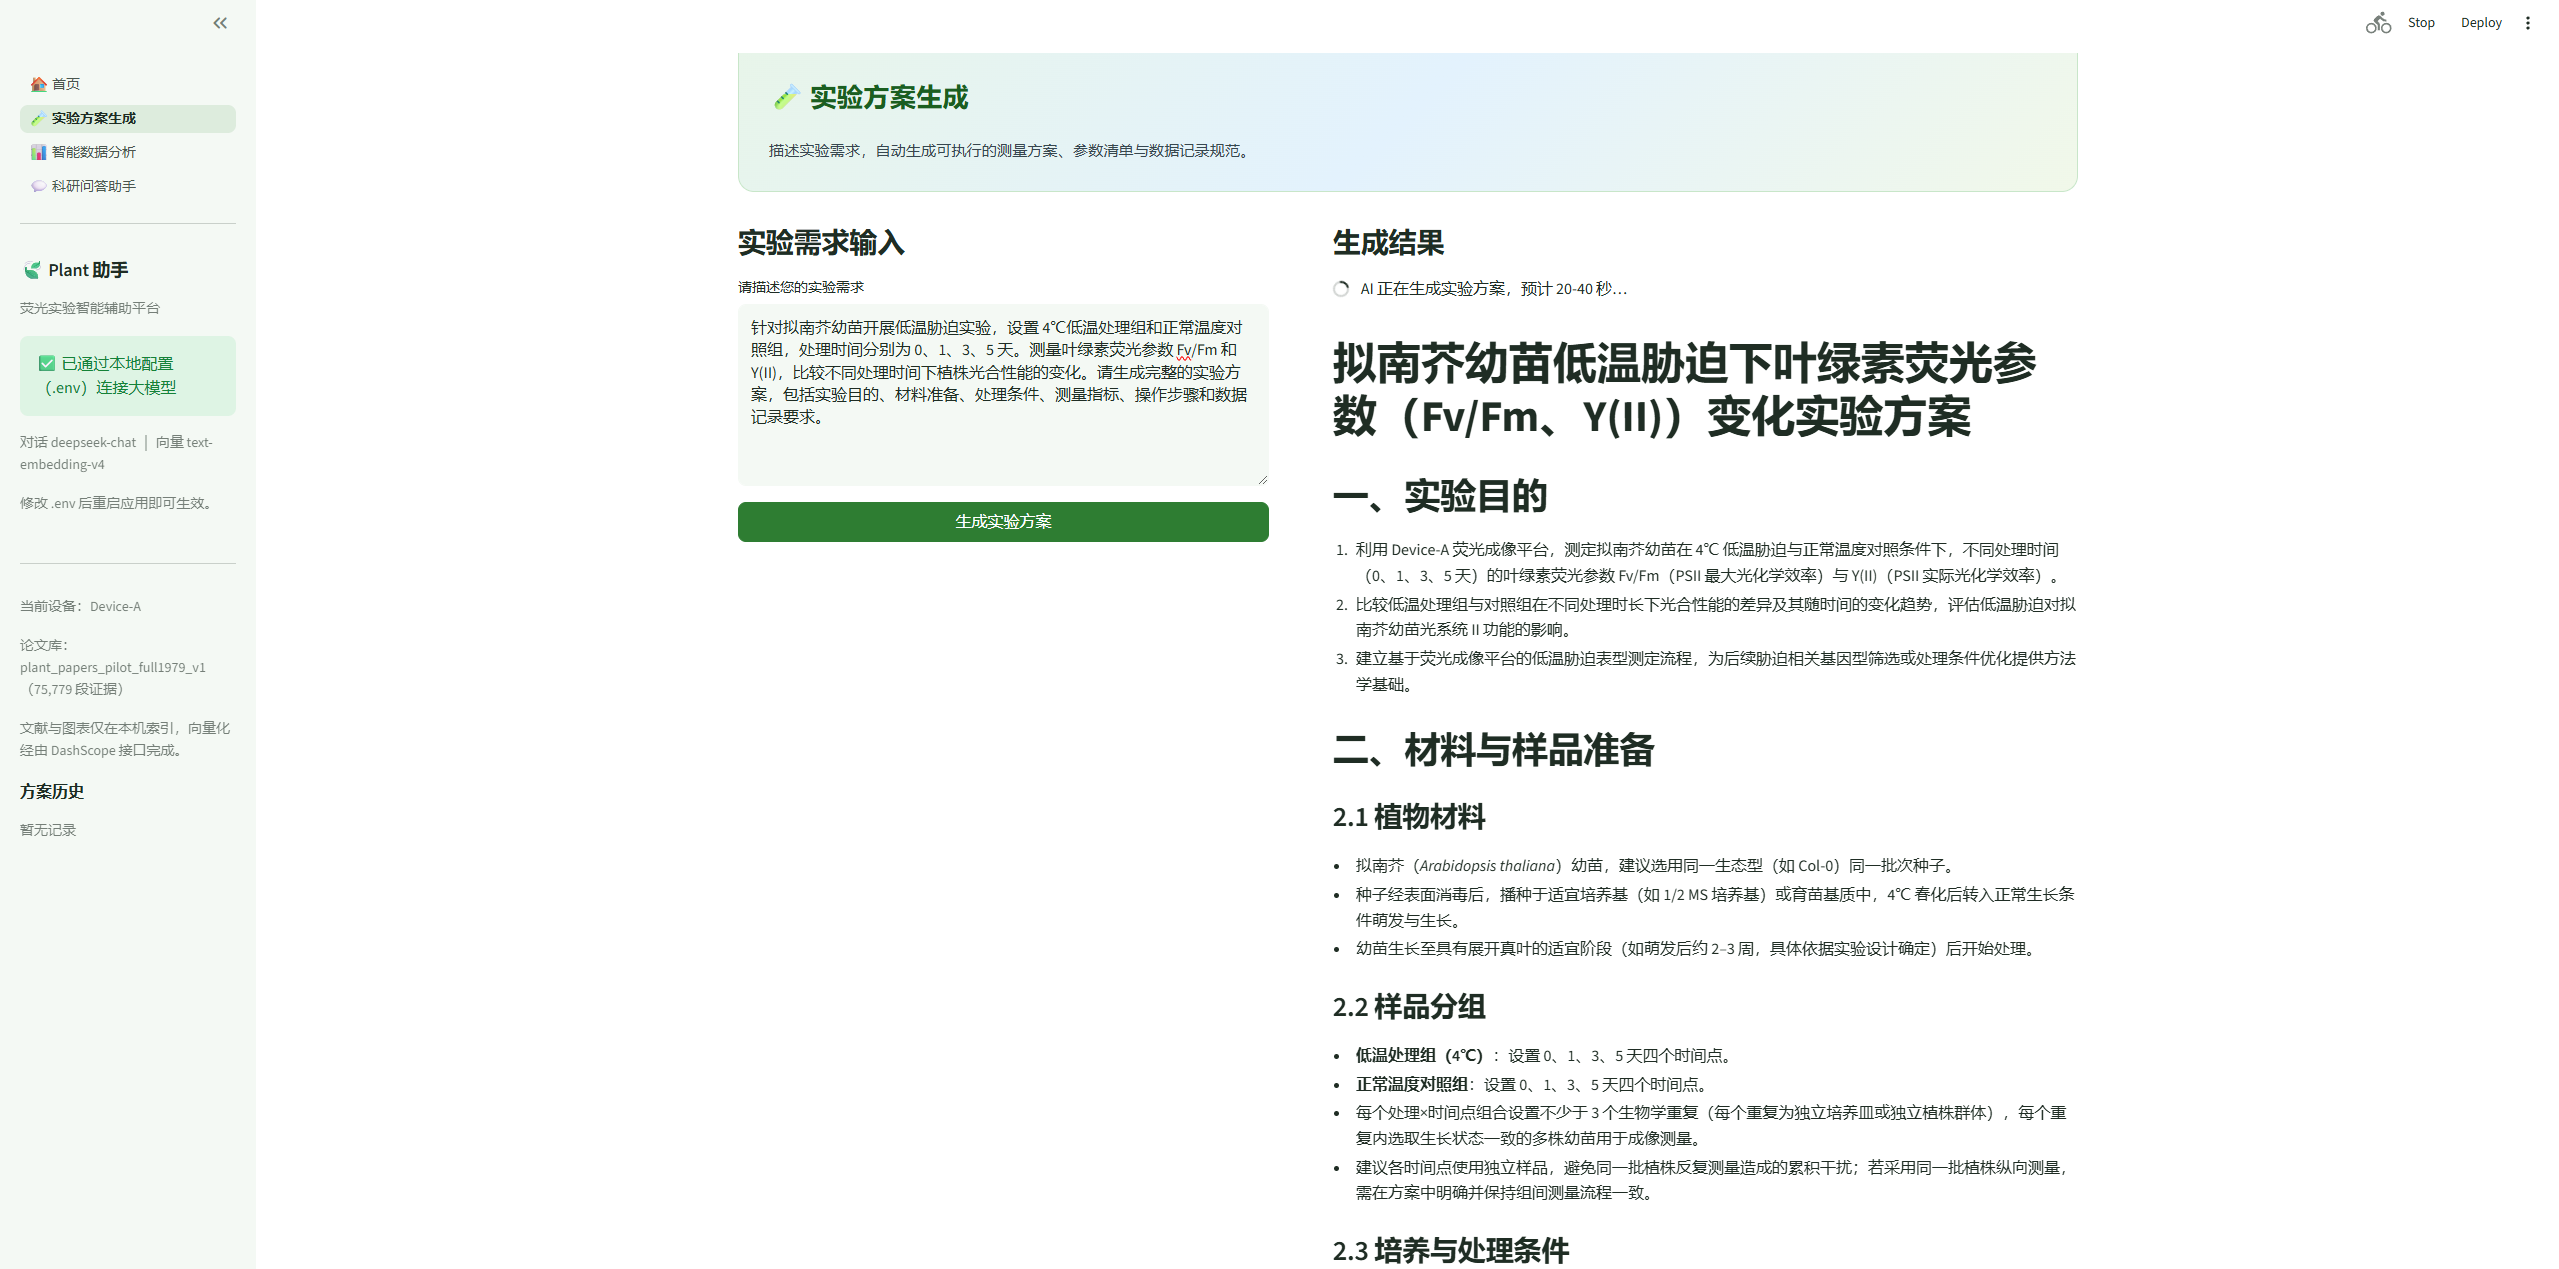 首页
实验方案生成
智能数据分析
科研问答助手
Plant 助手
荧光实验智能辅助平台
已通过本地配置
（.env）连接大模型
对话 deepseek-chat ｜ 向量 text-
embedding-v4
修改 .env 后重启应用即可生效。
当前设备：Device-A
论文库：
plant_papers_pilot_full1979_v1
（75,779 段证据）
文献与图表仅在本机索引，向量化
经由 DashScope 接口完成。
方案历史
暂无记录
Stop
Deploy
实验方案生成
描述实验需求，自动生成可执行的测量方案、参数清单与数据记录规范。
实验需求输入
请描述您的实验需求
针对拟南芥幼苗开展低温胁迫实验，设置 4℃低温处理组和正常温度对
照组，处理时间分别为 0、1、3、5 天。测量叶绿素荧光参数 Fv/Fm 和
Y(II)，比较不同处理时间下植株光合性能的变化。请生成完整的实验方
案，包括实验目的、材料准备、处理条件、测量指标、操作步骤和数据
记录要求。
生成实验方案
生成结果
AI 正在生成实验方案，预计 20-40 秒...
拟南芥幼苗低温胁迫下叶绿素荧光参
数（Fv/Fm、Y(II)）变化实验方案
一、实验目的
1. 利用 Device-A 荧光成像平台，测定拟南芥幼苗在 4℃ 低温胁迫与正常温度对照条件下，不同处理时间
（0、1、3、5 天）的叶绿素荧光参数 Fv/Fm（PSII 最大光化学效率）与 Y(II)（PSII 实际光化学效率）。
2. 比较低温处理组与对照组在不同处理时长下光合性能的差异及其随时间的变化趋势，评估低温胁迫对拟
南芥幼苗光系统 II 功能的影响。
3. 建立基于荧光成像平台的低温胁迫表型测定流程，为后续胁迫相关基因型筛选或处理条件优化提供方法
学基础。
二、材料与样品准备
2.1 植物材料
• 拟南芥（Arabidopsis thaliana）幼苗，建议选用同一生态型（如 Col-0）同一批次种子。
• 种子经表面消毒后，播种于适宜培养基（如 1/2 MS 培养基）或育苗基质中，4℃ 春化后转入正常生长条
件萌发与生长。
• 幼苗生长至具有展开真叶的适宜阶段（如萌发后约 2–3 周，具体依据实验设计确定）后开始处理。
2.2 样品分组
• 低温处理组（4℃）：设置 0、1、3、5 天四个时间点。
• 正常温度对照组：设置 0、1、3、5 天四个时间点。
• 每个处理×时间点组合设置不少于 3 个生物学重复（每个重复为独立培养皿或独立植株群体），每个重
复内选取生长状态一致的多株幼苗用于成像测量。
• 建议各时间点使用独立样品，避免同一批植株反复测量造成的累积干扰；若采用同一批植株纵向测量，
需在方案中明确并保持组间测量流程一致。
2.3 培养与处理条件